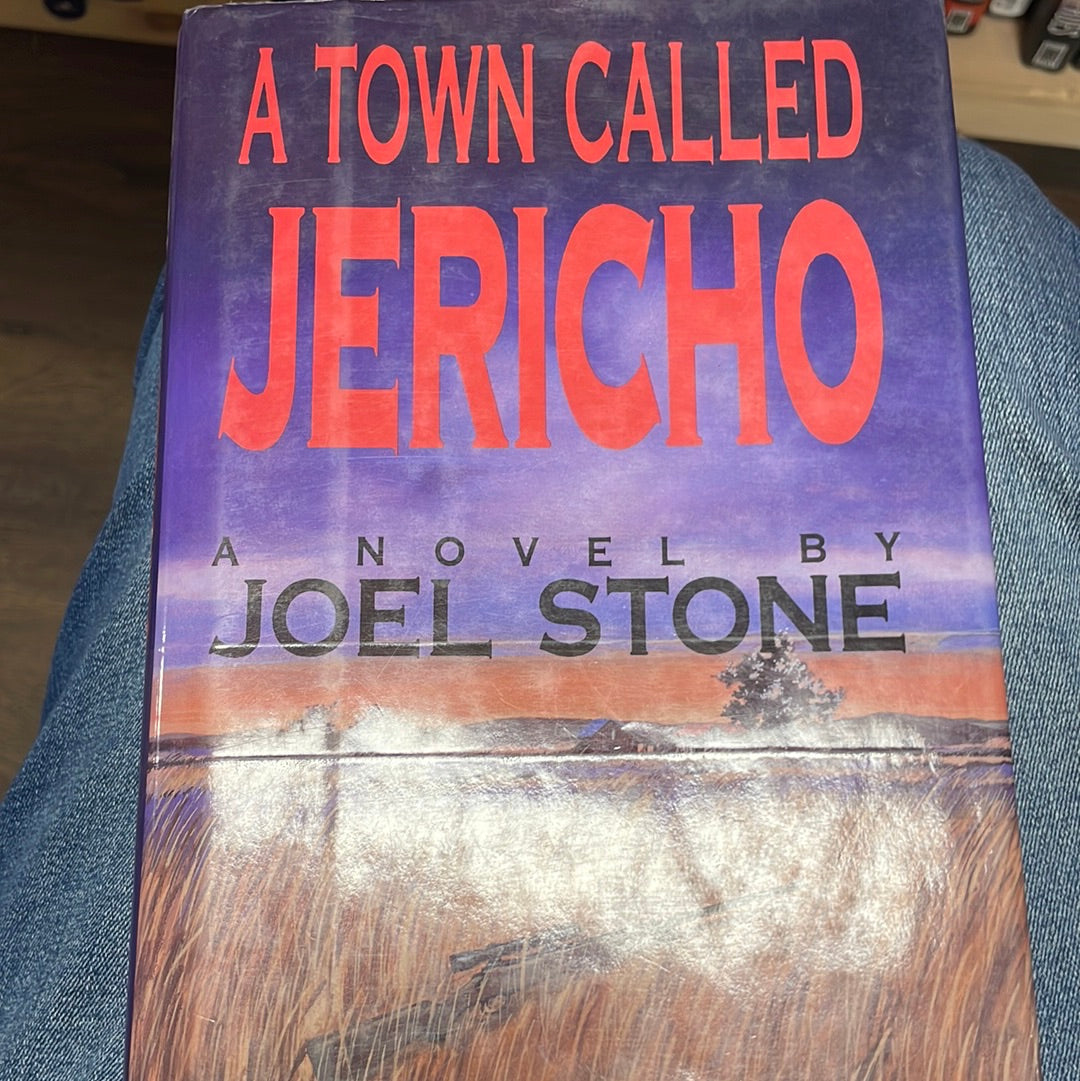 A TOWN CALLED
JERICHO
A NOVEL BY
JOEL STONE